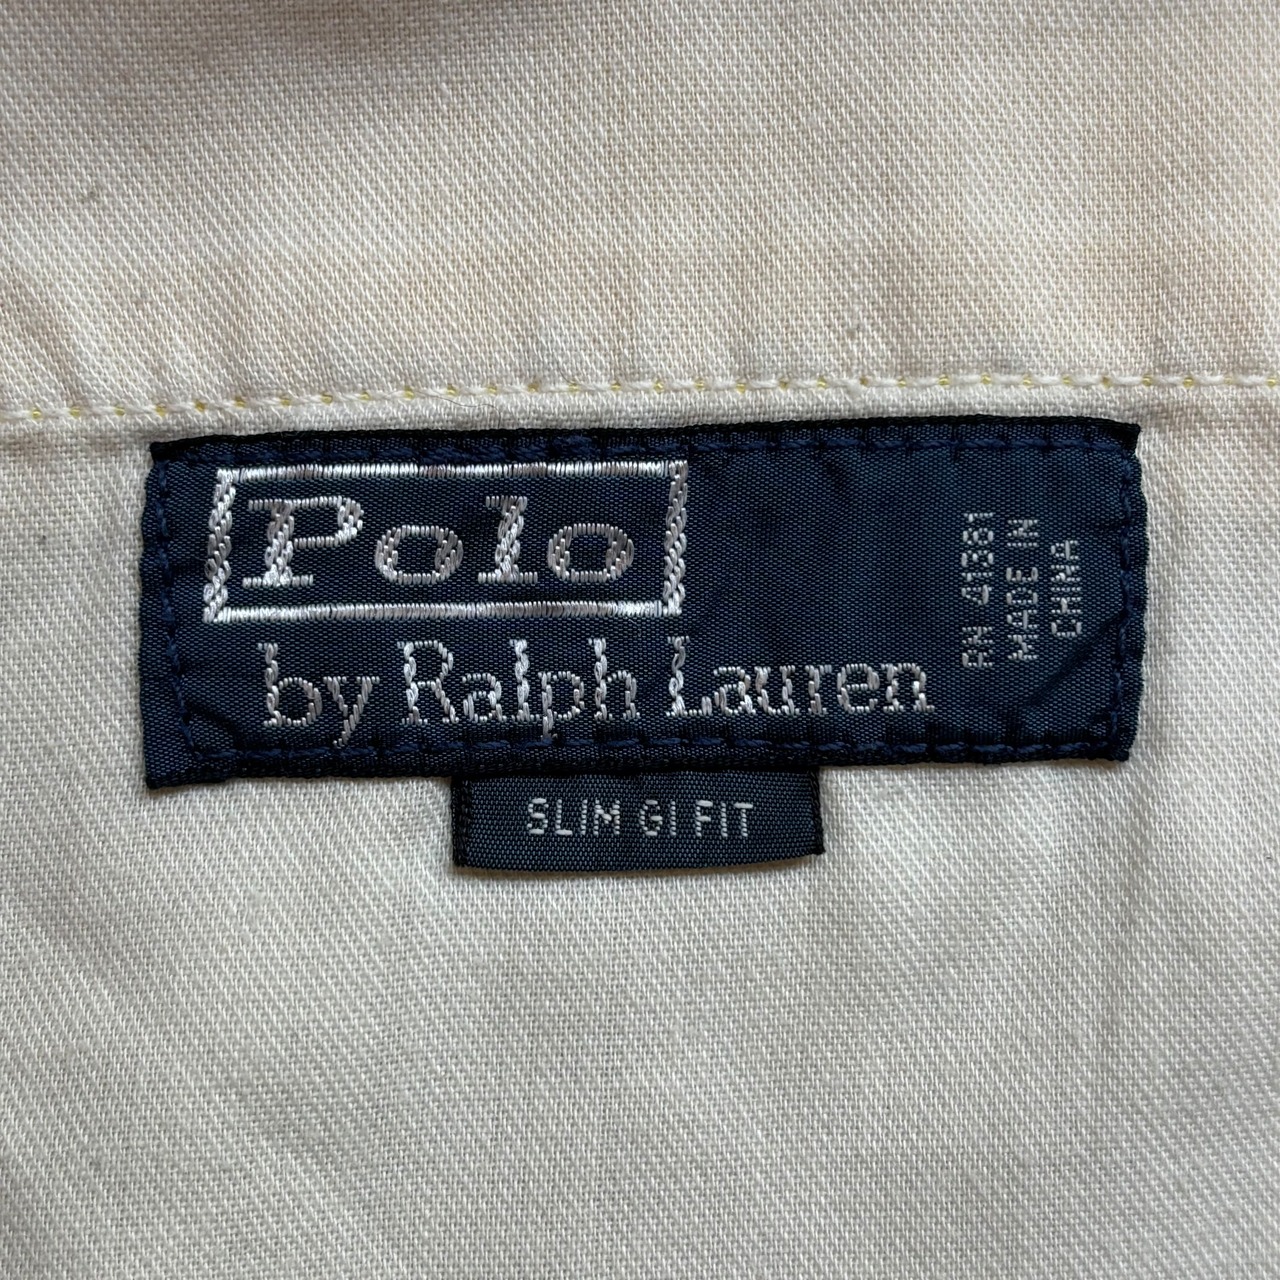 Polo
by Ralph Lauren
RN 41381
MADE IN
CHINA
SLIM GI FIT